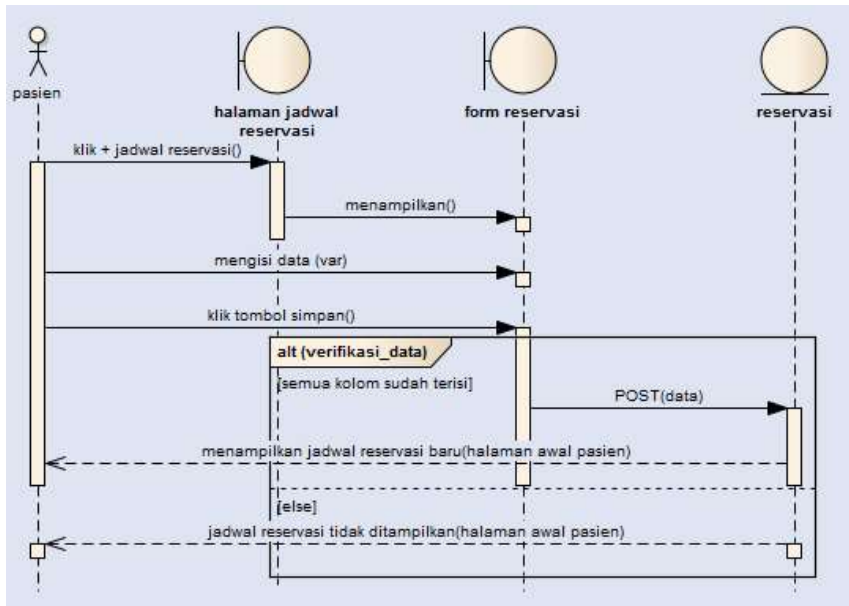 pasien
halaman jadwal
reservasi
form reservasi
reservasi
klik + jadwal reservasi()
menampilkan()
mengisi data (var)
klik tombol simpan()
alt (verifikasi_data)
[semua kolom sudah terisi]
POST(data)
menampilkan jadwal reservasi baru(halaman awal pasien)
[else]
jadwal reservasi tidak ditampilkan(halaman awal pasien)